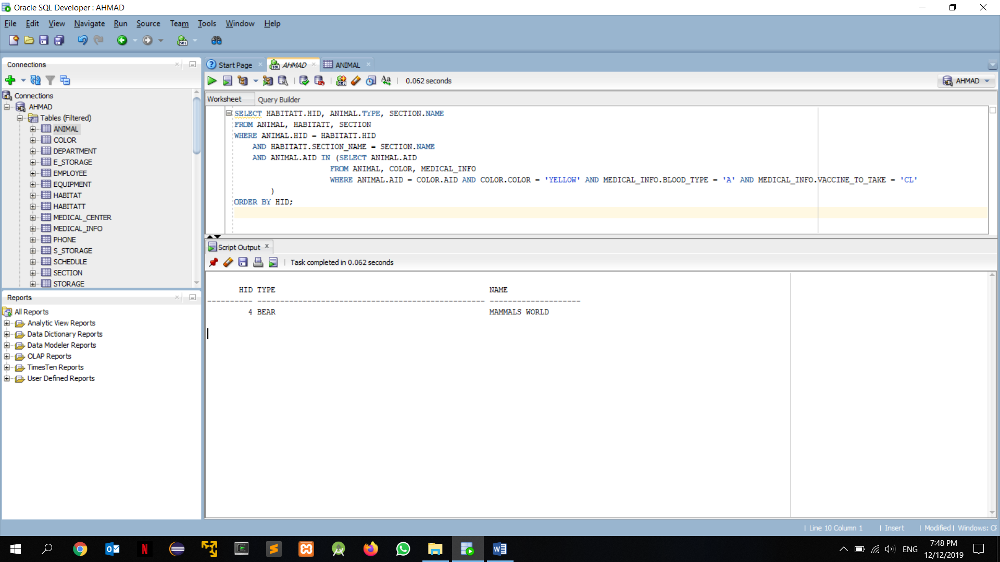 Oracle SQL Developer : AHMAD
File Edit View Navigate Run Source Team Tools Window Help
Connections
Connections
AHMAD
Tables (Filtered)
ANIMAL
COLOR
DEPARTMENT
E_STORAGE
EMPLOYEE
EQUIPMENT
HABITAT
HABITATT
MEDICAL_CENTER
MEDICAL_INFO
PHONE
S_STORAGE
SCHEDULE
SECTION
STORAGE
Reports
All Reports
Analytic View Reports
Data Dictionary Reports
Data Modeler Reports
OLAP Reports
TimesTen Reports
User Defined Reports
Start Page AHMAD ANIMAL
0.062 seconds AHMAD
Worksheet Query Builder
SELECT HABITATT.HID, ANIMAL.TYPE, SECTION.NAME
FROM ANIMAL, HABITATT, SECTION
WHERE ANIMAL.HID = HABITATT.HID
AND HABITATT.SECTION_NAME = SECTION.NAME
AND ANIMAL.AID IN (SELECT ANIMAL.AID
FROM ANIMAL, COLOR, MEDICAL_INFO
WHERE ANIMAL.AID = COLOR.AID AND COLOR.COLOR = 'YELLOW' AND MEDICAL_INFO.BLOOD_TYPE = 'A' AND MEDICAL_INFO.VACCINE_TO_TAKE = 'CL'
)
ORDER BY HID;
Script Output
Task completed in 0.062 seconds
HID TYPE NAME
---------- -------------------------------------------------- --------------------
4 BEAR MAMMALS WORLD
| Line 10 Column 1 | Insert | Modified | Windows: CF
ENG
7:48 PM
12/12/2019